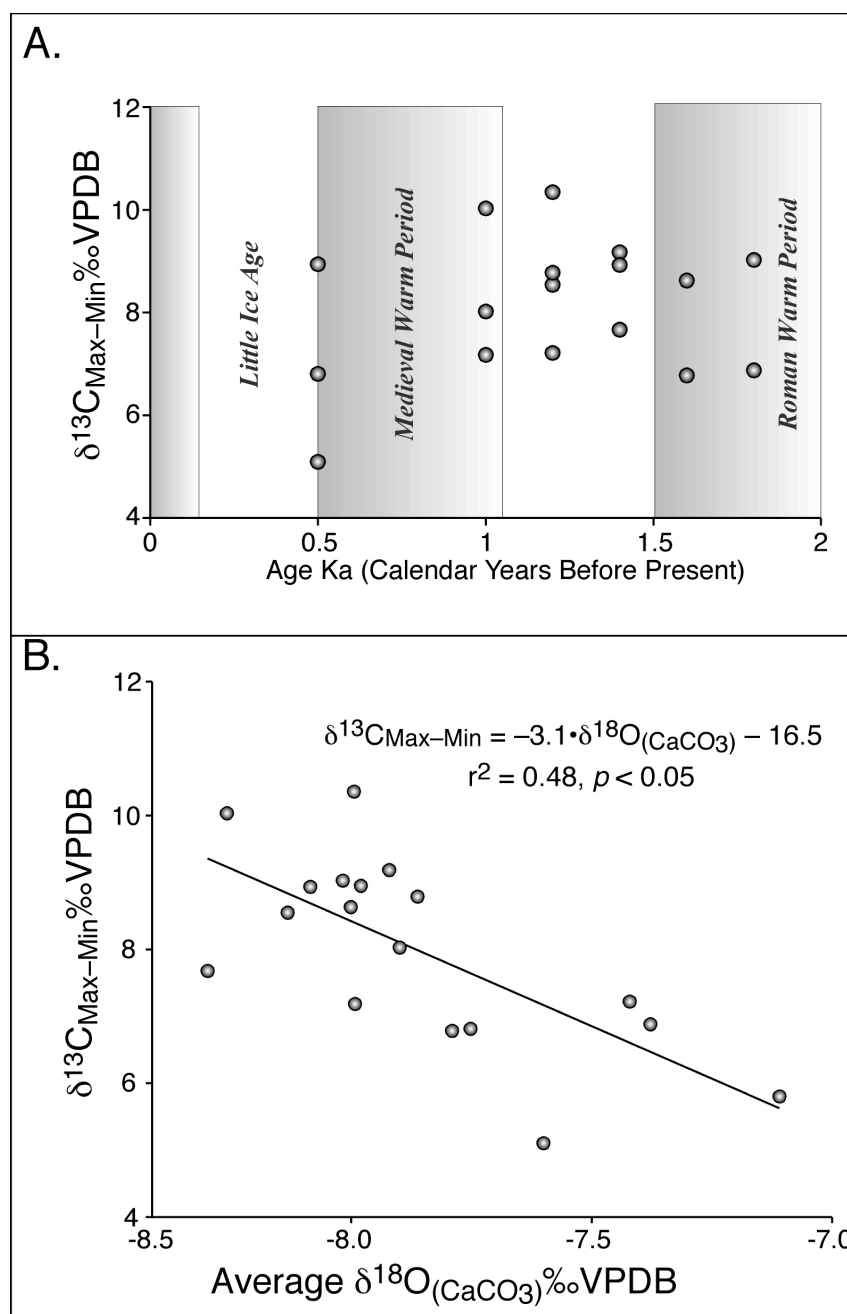 A.
12
10
8
6
4
δ13CMax–Min‰VPDB
Little Ice Age
Medieval Warm Period
Roman Warm Period
0
0.5
1
1.5
2
Age Ka (Calendar Years Before Present)
B.
12
δ13CMax–Min = –3.1•δ18O(CaCO3) – 16.5
r2 = 0.48, p < 0.05
10
8
6
4
δ13CMax–Min‰VPDB
-8.5
-8.0
-7.5
-7.0
Average δ18O(CaCO3)‰VPDB